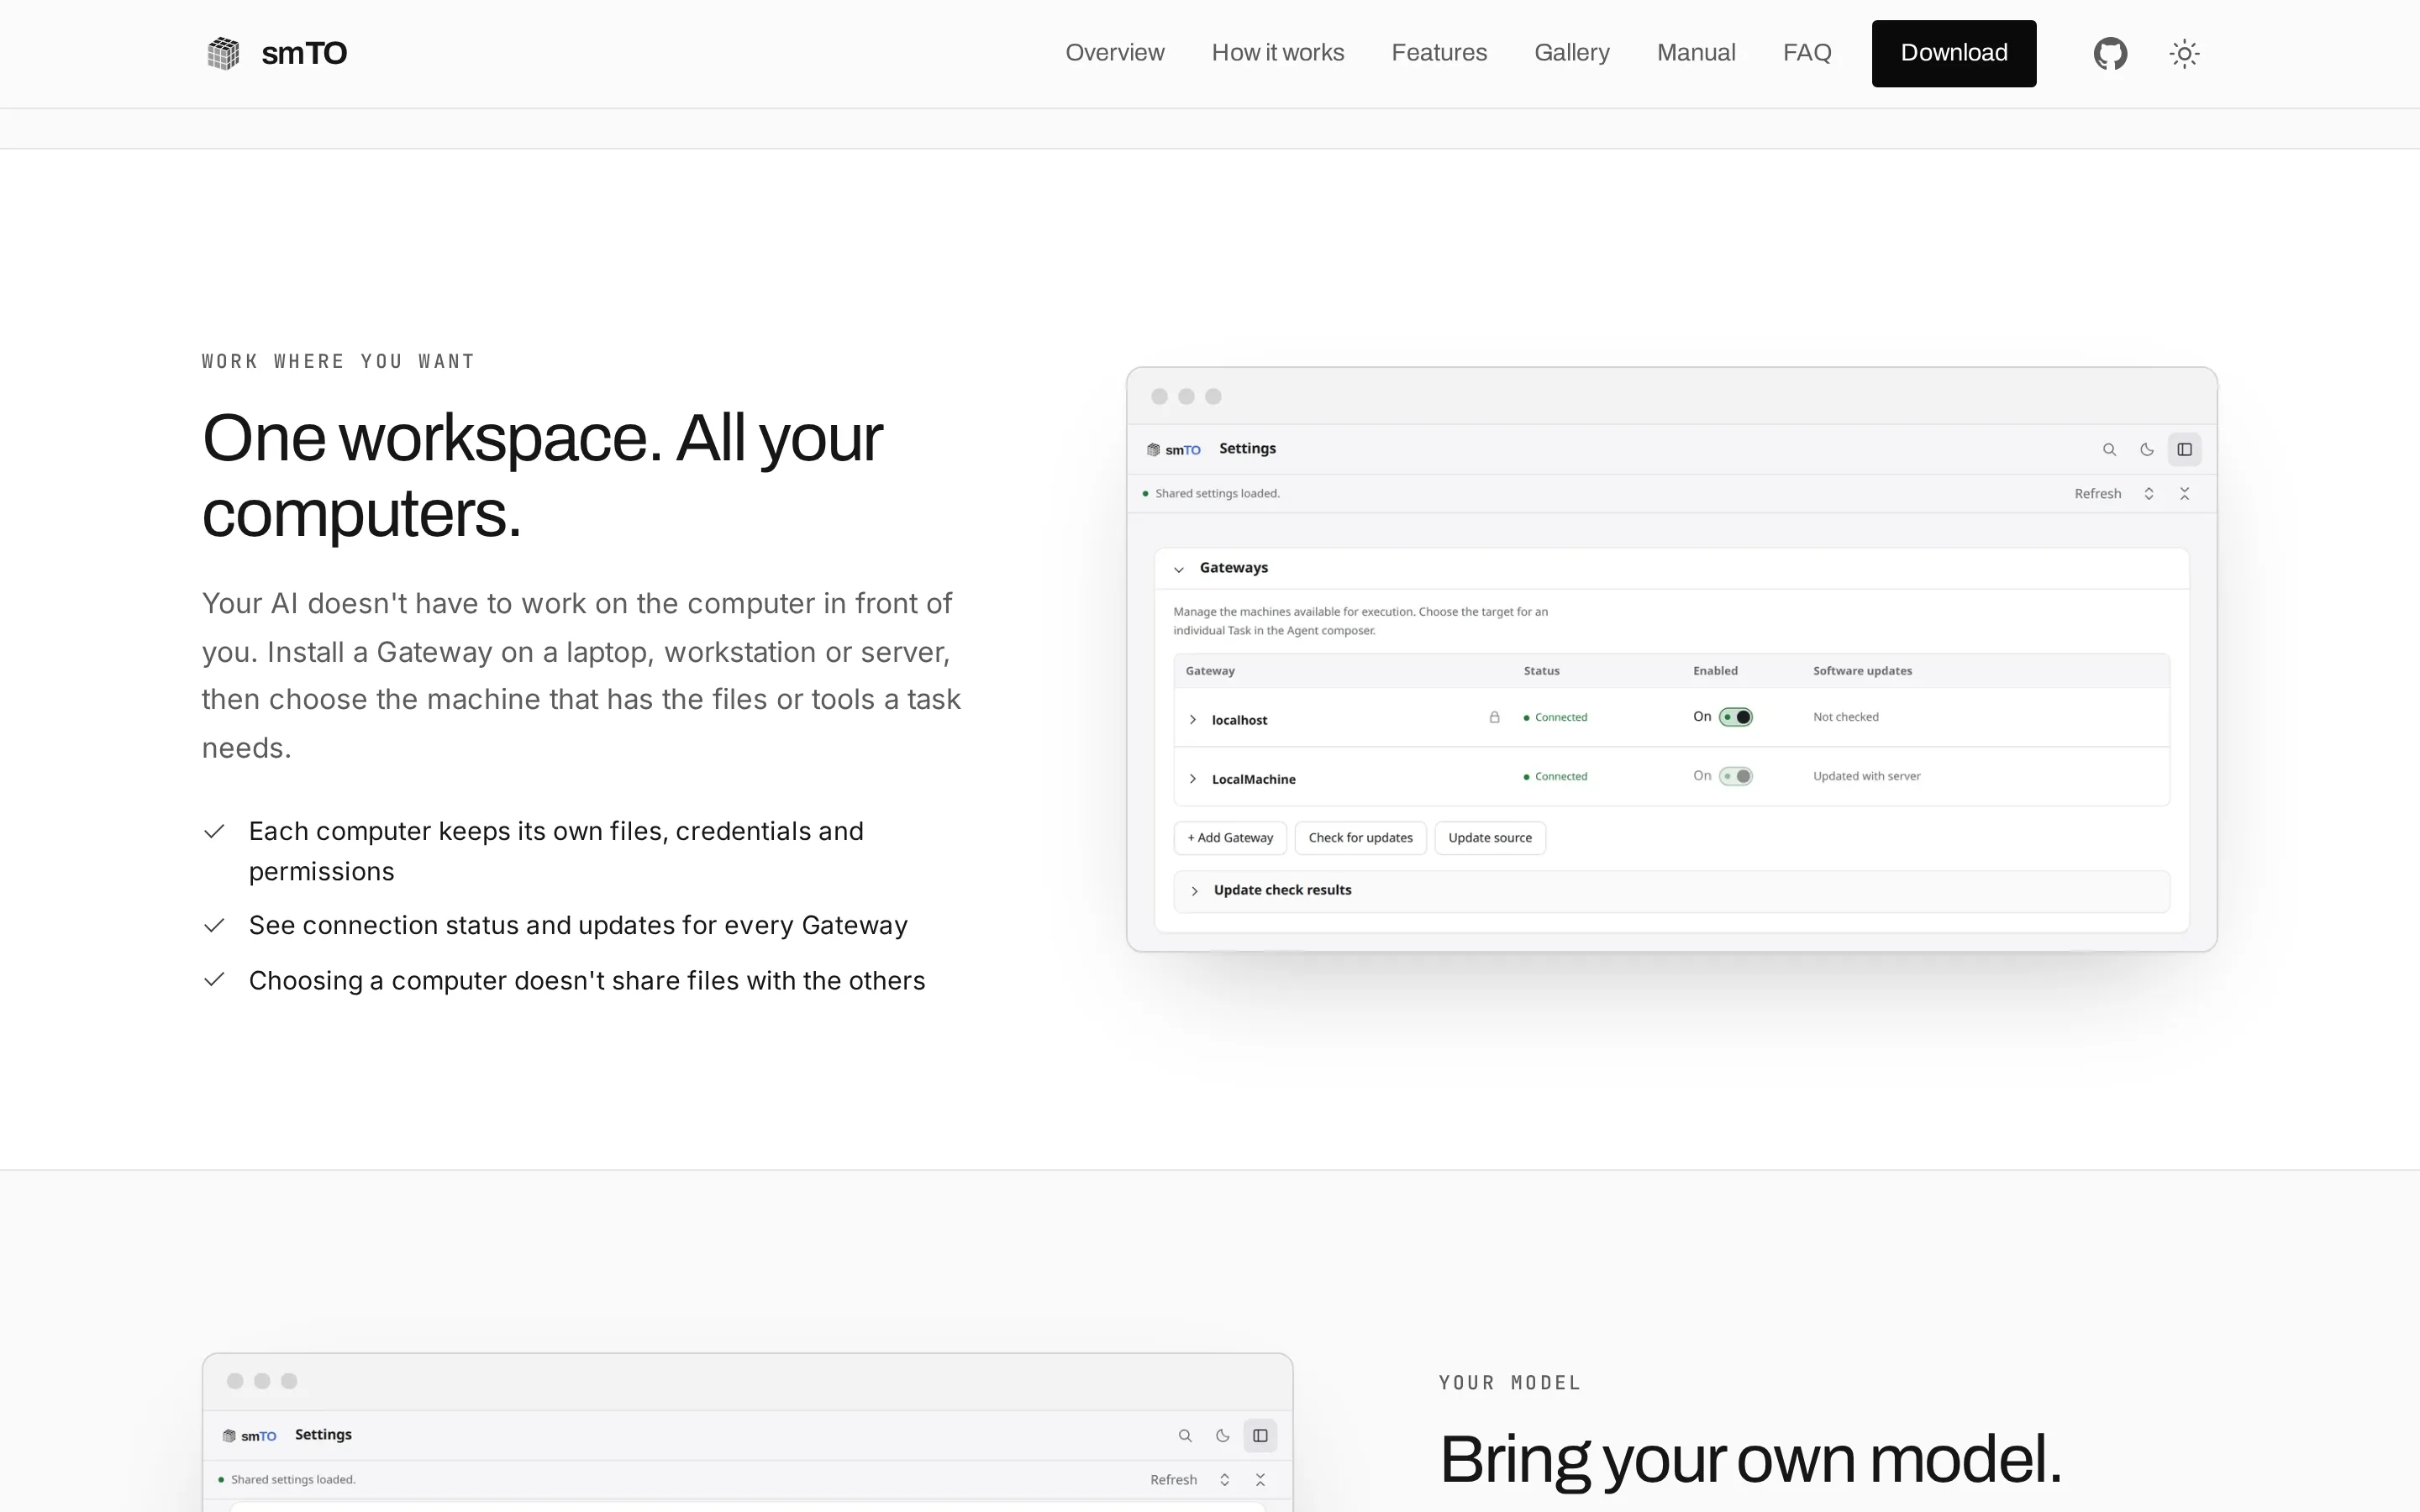 smTO
Overview
How it works
Features
Gallery
Manual
FAQ
Download
WORK WHERE YOU WANT
One workspace. All your
computers.
Your AI doesn't have to work on the computer in front of
you. Install a Gateway on a laptop, workstation or server,
then choose the machine that has the files or tools a task
needs.
Each computer keeps its own files, credentials and
permissions
See connection status and updates for every Gateway
Choosing a computer doesn't share files with the others
smTO Settings
Shared settings loaded.
Refresh
Gateways
Manage the machines available for execution. Choose the target for an
individual Task in the Agent composer.
Gateway Status Enabled Software updates
localhost Connected On Not checked
LocalMachine Connected On Updated with server
+ Add Gateway
Check for updates
Update source
Update check results
smTO Settings
Shared settings loaded.
Refresh
YOUR MODEL
Bring your own model.